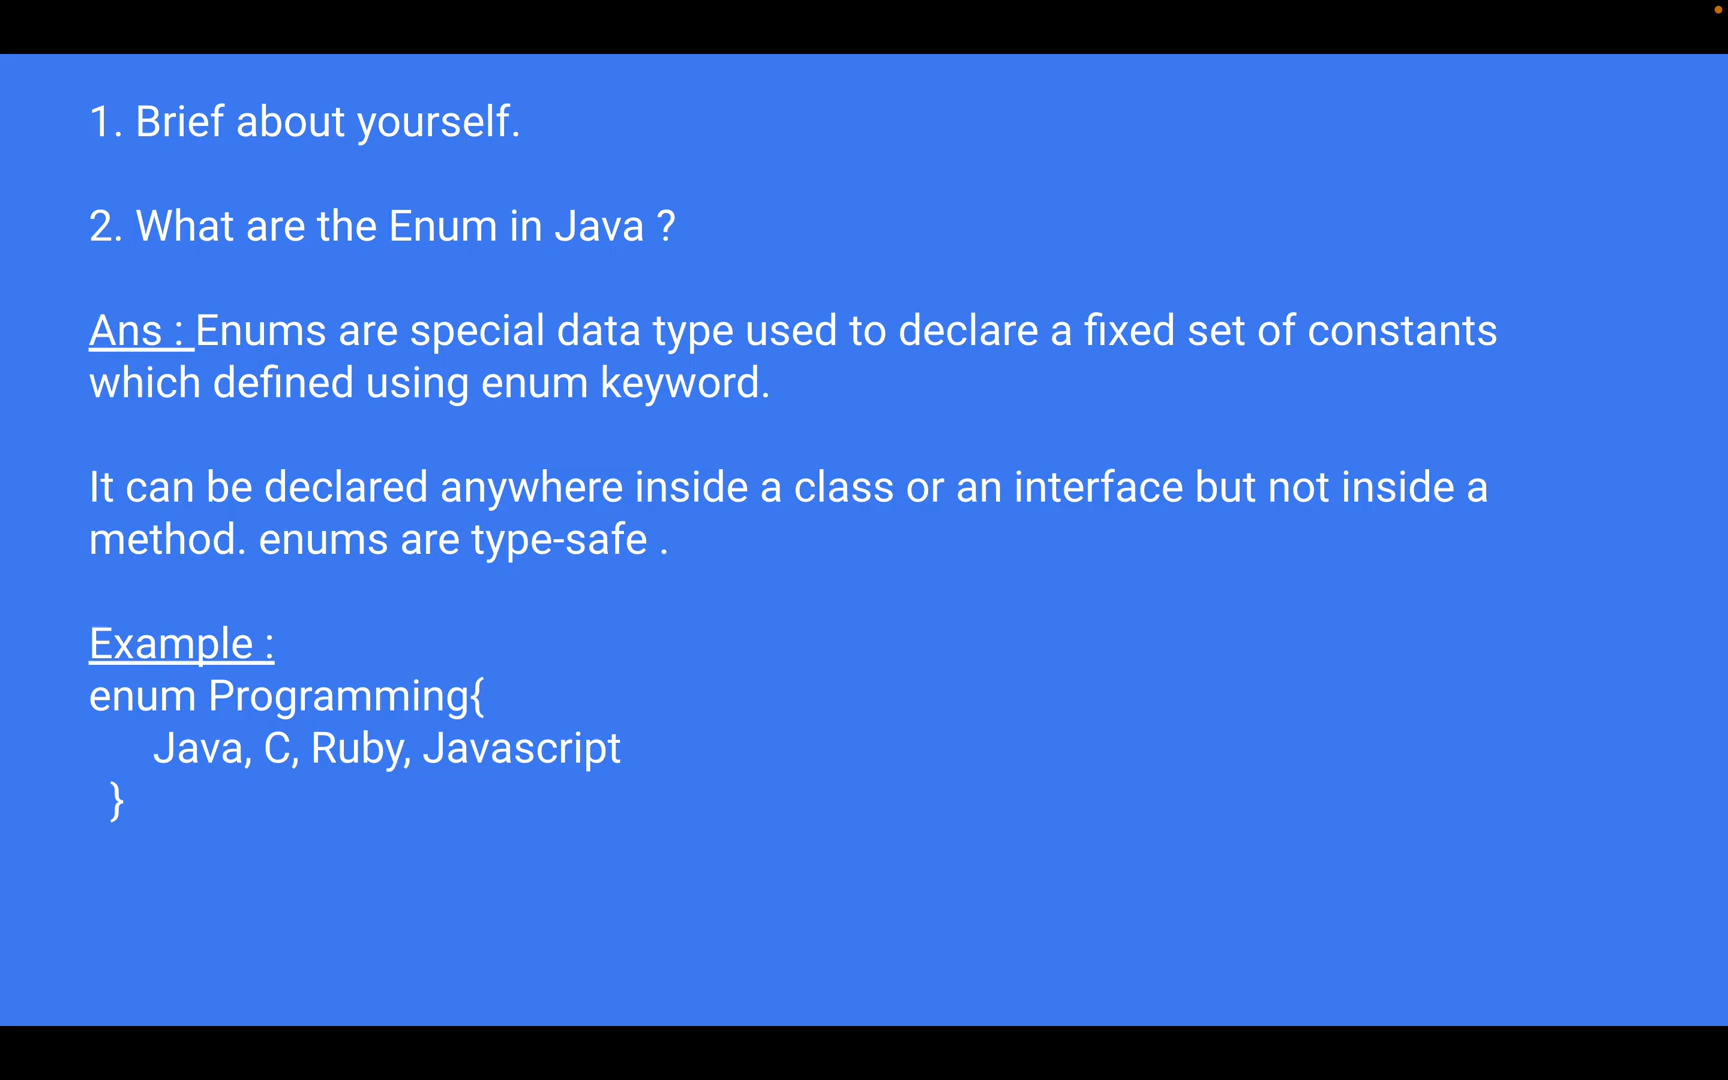 1. Brief about yourself.
2. What are the Enum in Java ?
Ans : Enums are special data type used to declare a fixed set of constants
which defined using enum keyword.
It can be declared anywhere inside a class or an interface but not inside a
method. enums are type-safe .
Example :
enum Programming{
Java, C, Ruby, Javascript
}